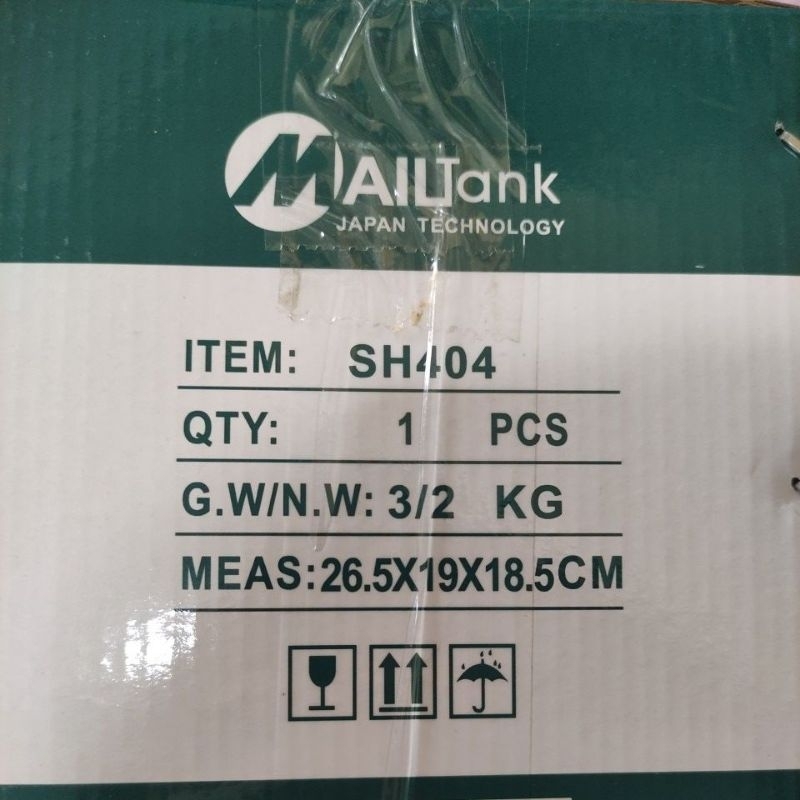 MAILTank
JAPAN TECHNOLOGY
ITEM: SH404
QTY: 1 PCS
G.W/N.W: 3/2 KG
MEAS: 26.5X19X18.5CM